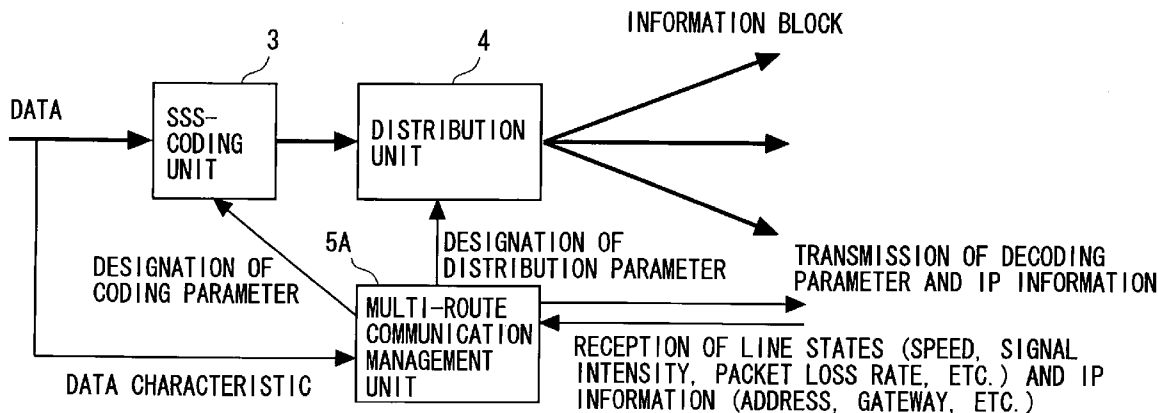 INFORMATION BLOCK
3
4
DATA
SSS-
CODING
UNIT
DISTRIBUTION
UNIT
5A
DESIGNATION OF
CODING PARAMETER
DESIGNATION OF
DISTRIBUTION PARAMETER
TRANSMISSION OF DECODING
PARAMETER AND IP INFORMATION
MULTI-ROUTE
COMMUNICATION
MANAGEMENT
UNIT
DATA CHARACTERISTIC
RECEPTION OF LINE STATES (SPEED, SIGNAL
INTENSITY, PACKET LOSS RATE, ETC.) AND IP
INFORMATION (ADDRESS, GATEWAY, ETC.)